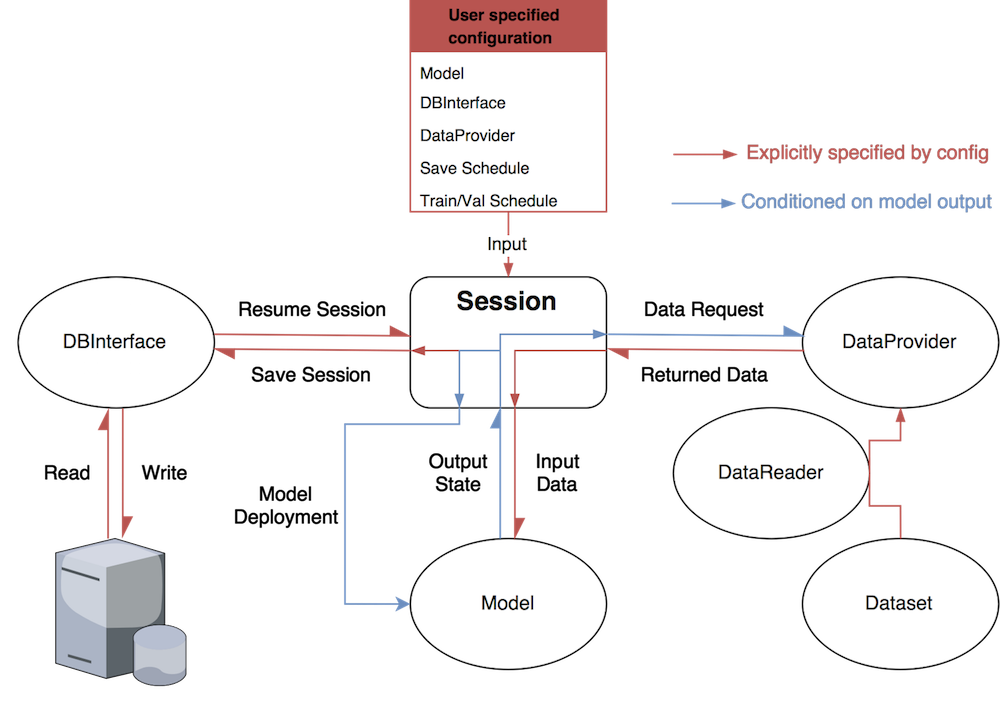 User specified
configuration
Model
DBInterface
DataProvider
Save Schedule
Train/Val Schedule
Explicitly specified by config
Conditioned on model output
Input
Session
Resume Session
Data Request
DBInterface
DataProvider
Save Session
Returned Data
Read
Write
Output
State
Input
Data
DataReader
Model
Deployment
Model
Dataset